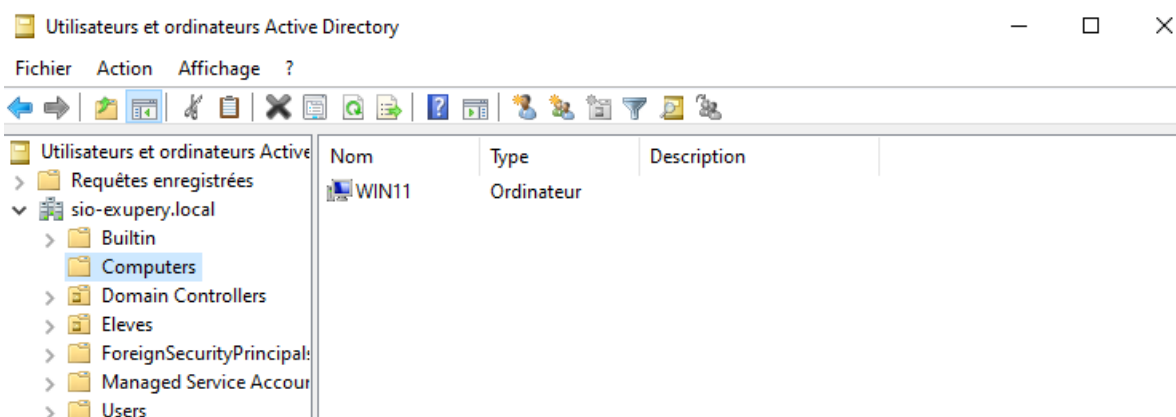 Utilisateurs et ordinateurs Active Directory
Fichier Action Affichage ?
Utilisateurs et ordinateurs Active
Nom Type Description
Requêtes enregistrées
WIN11 Ordinateur
sio-exupery.local
Builtin
Computers
Domain Controllers
Eleves
ForeignSecurityPrincipals
Managed Service Accour
Users